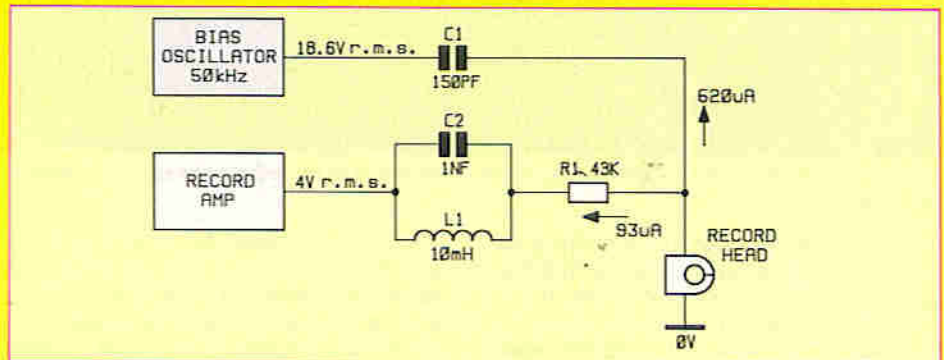 BIAS
OSCILLATOR
50kHz
18.6V r.m.s.
C1
150PF
620uA
C2
1NF
RECORD
AMP
4V r.m.s.
R1. 43K
L1
10mH
93uA
RECORD
HEAD
0V